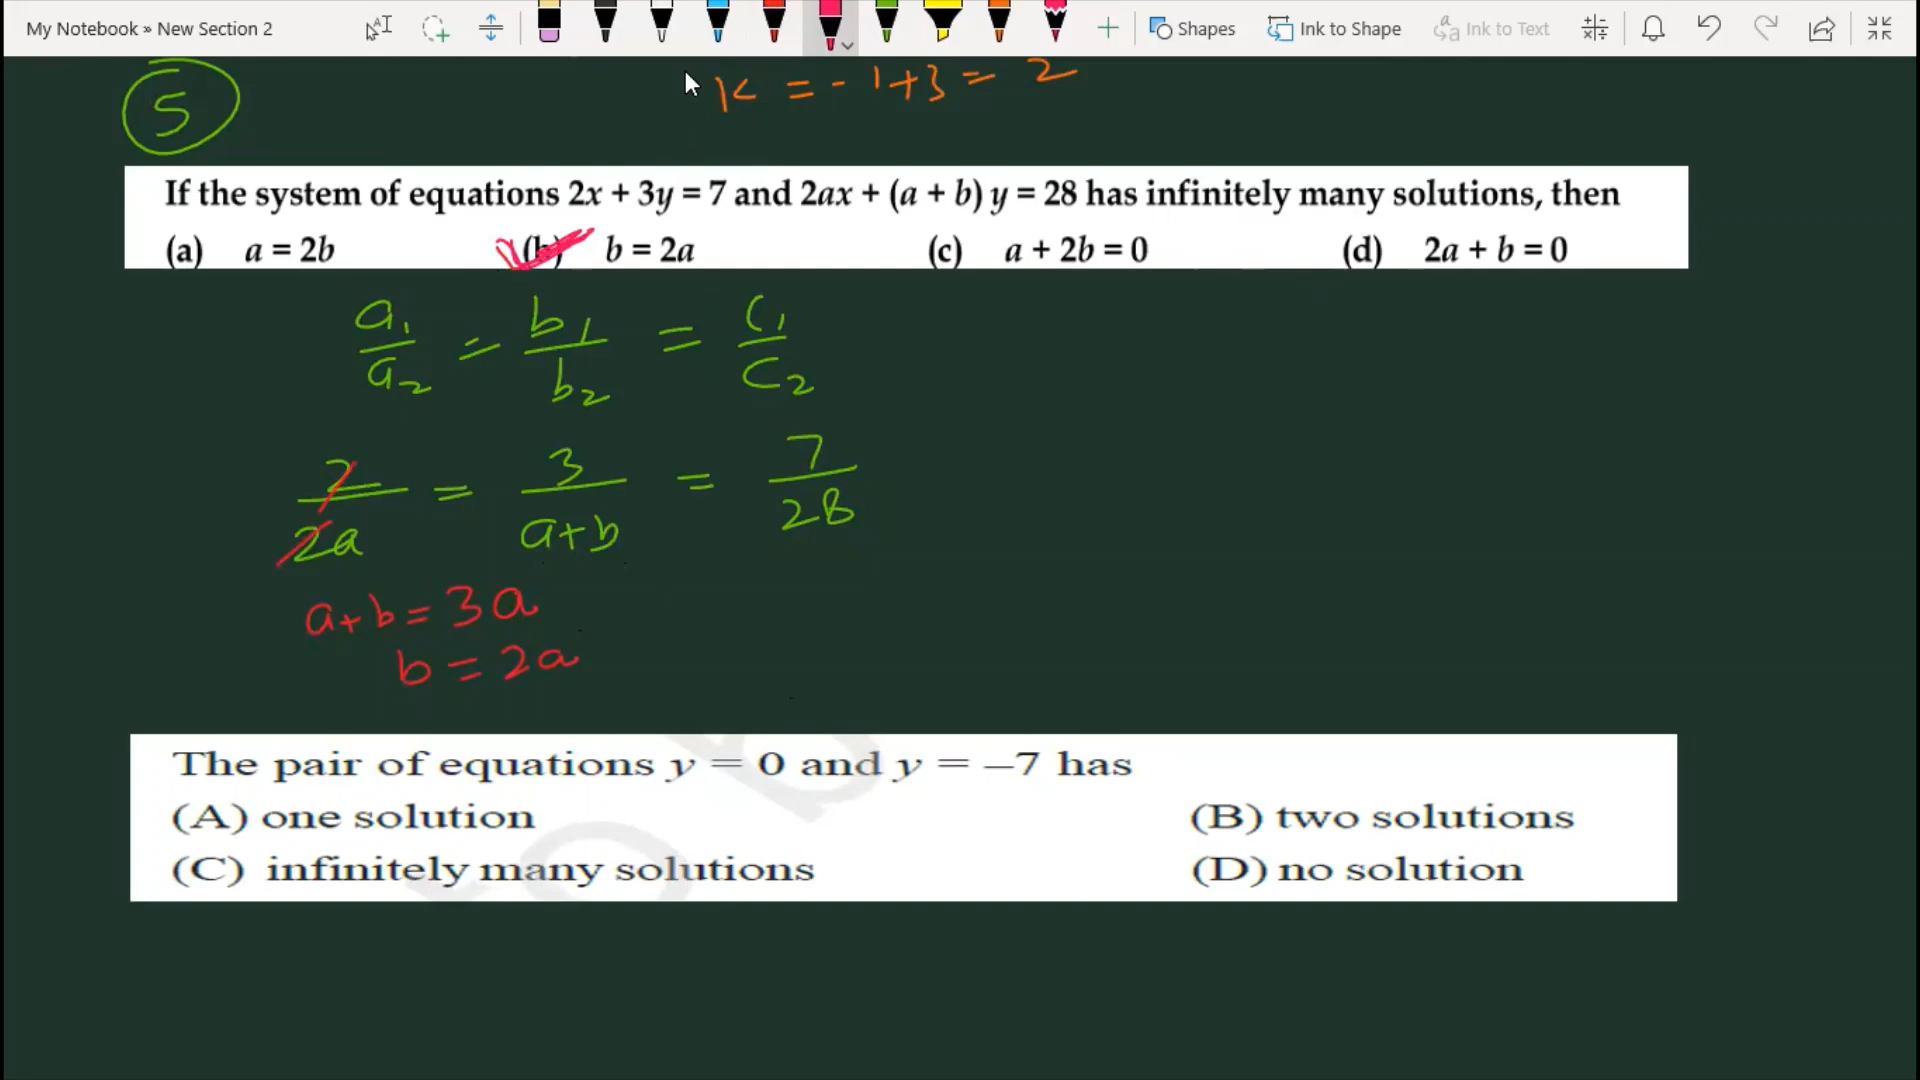 My Notebook » New Section 2
Shapes
Ink to Shape
Ink to Text
5
K = -1+3 = 2
If the system of equations 2x + 3y = 7 and 2ax + (a + b) y = 28 has infinitely many solutions, then
(a) a = 2b (b) b = 2a (c) a + 2b = 0 (d) 2a + b = 0
a₁/a₂ = b₁/b₂ = c₁/c₂
2/2a = 3/a+b = 7/28
a+b = 3a
b = 2a
The pair of equations y = 0 and y = –7 has
(A) one solution (B) two solutions
(C) infinitely many solutions (D) no solution